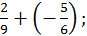 2/9 + (−5/6) ;